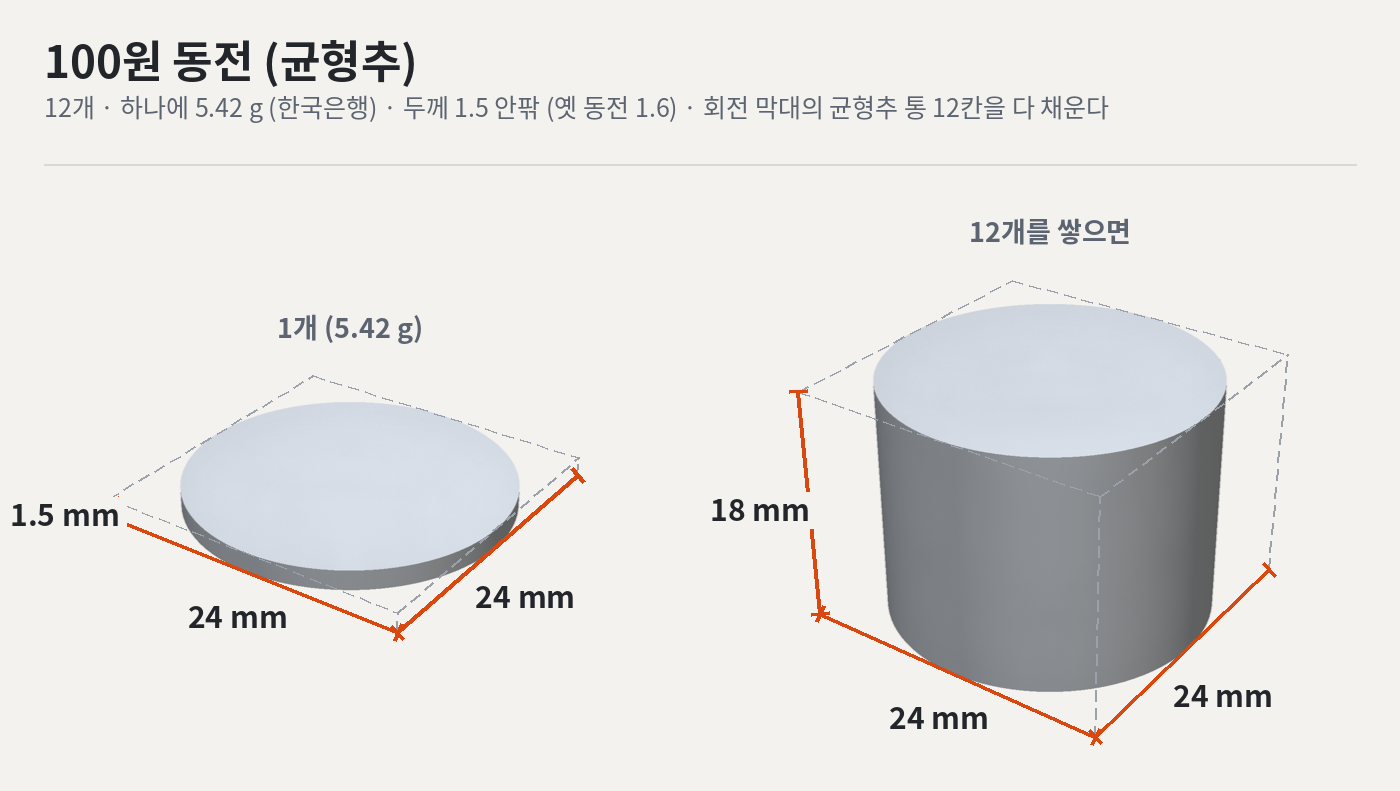 100원 동전 (균형추)
12개 · 하나에 5.42 g (한국은행) · 두께 1.5 안팎 (옛 동전 1.6) · 회전 막대의 균형추 통 12칸을 다 채운다
12개를 쌓으면
1개 (5.42 g)
1.5 mm
18 mm
24 mm
24 mm
24 mm
24 mm